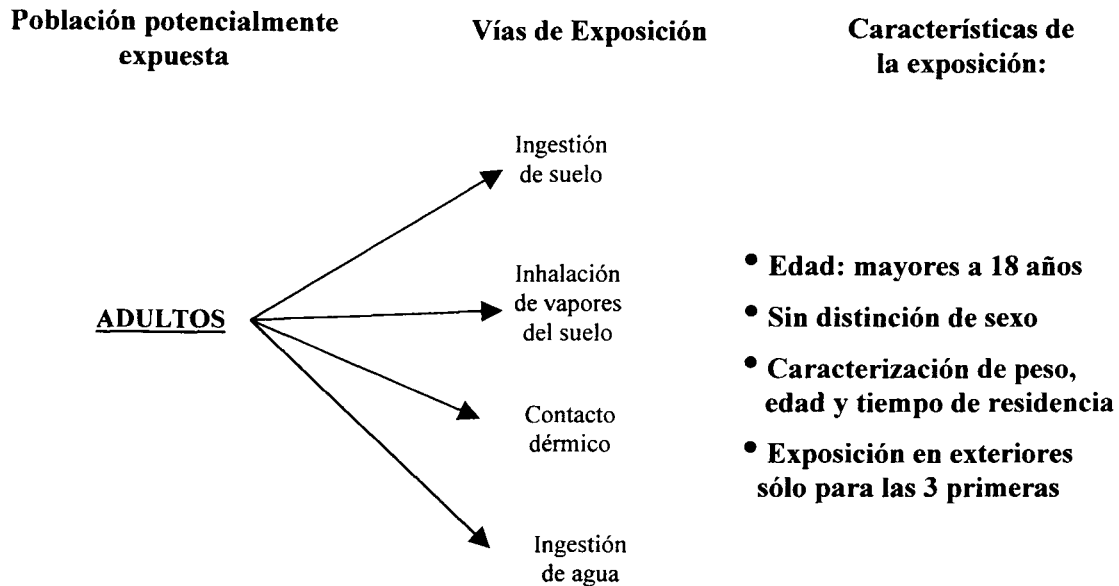 Población potencialmente
expuesta
Vías de Exposición
Características de
la exposición:
Ingestión
de suelo
Inhalación
de vapores
del suelo
ADULTOS
Contacto
dérmico
Ingestión
de agua
• Edad: mayores a 18 años
• Sin distinción de sexo
• Caracterización de peso,
edad y tiempo de residencia
• Exposición en exteriores
sólo para las 3 primeras